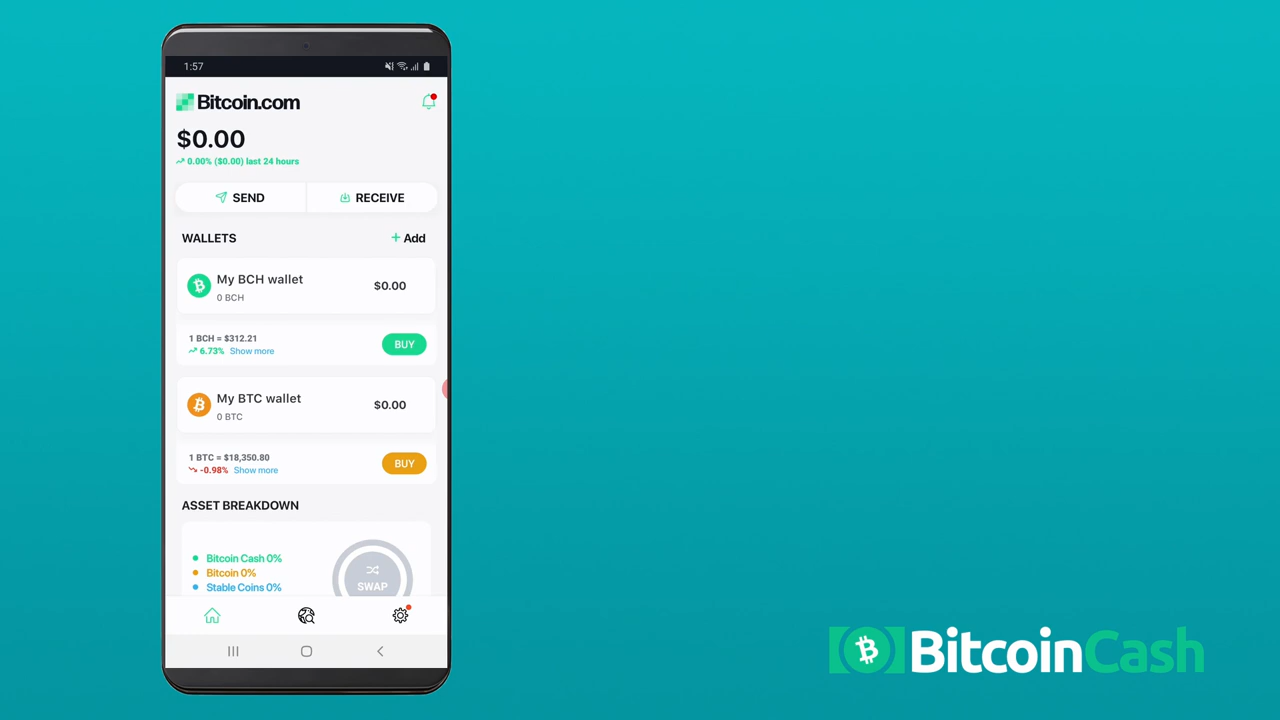 1:57
Bitcoin.com
$0.00
0.00% ($0.00) last 24 hours
SEND
RECEIVE
WALLETS
+ Add
My BCH wallet
0 BCH
$0.00
1 BCH = $312.21
6.73% Show more
BUY
My BTC wallet
0 BTC
$0.00
1 BTC = $18,350.80
-0.98% Show more
BUY
ASSET BREAKDOWN
Bitcoin Cash 0%
Bitcoin 0%
Stable Coins 0%
SWAP
BitcoinCash